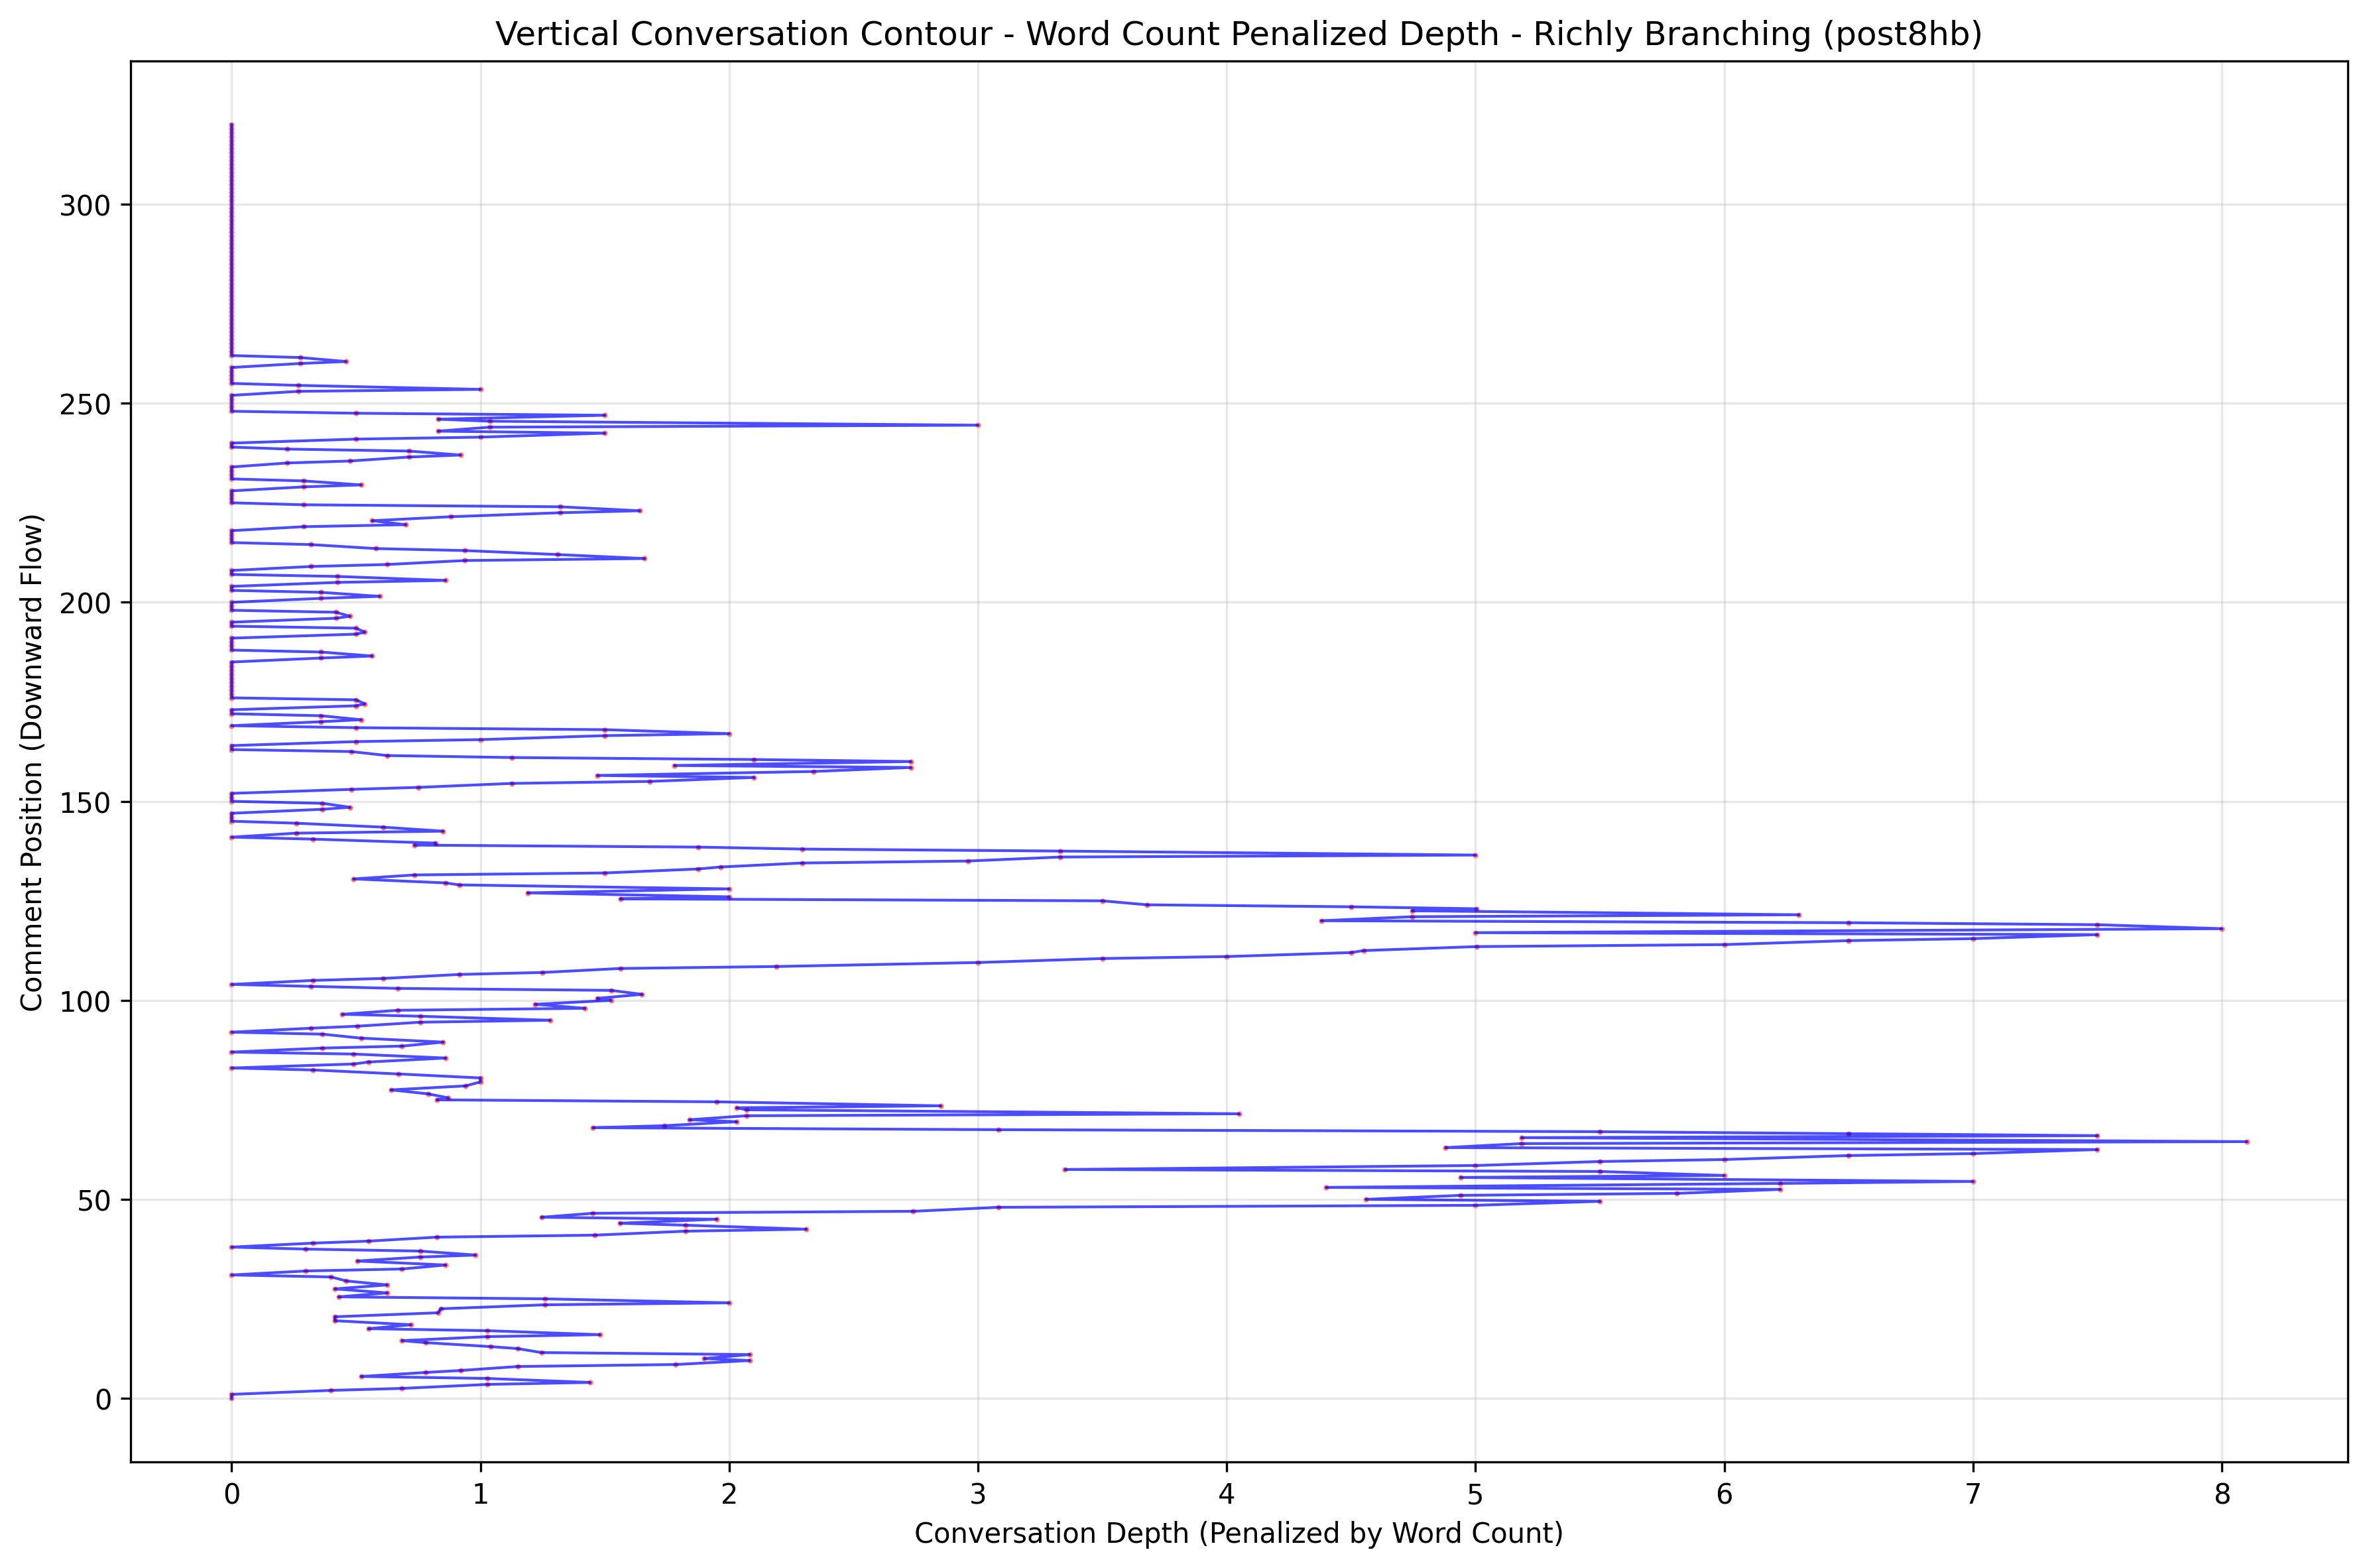 Vertical Conversation Contour - Word Count Penalized Depth - Richly Branching (post8hb)
Comment Position (Downward Flow)
300
250
200
150
100
50
0
0 1 2 3 4 5 6 7 8
Conversation Depth (Penalized by Word Count)